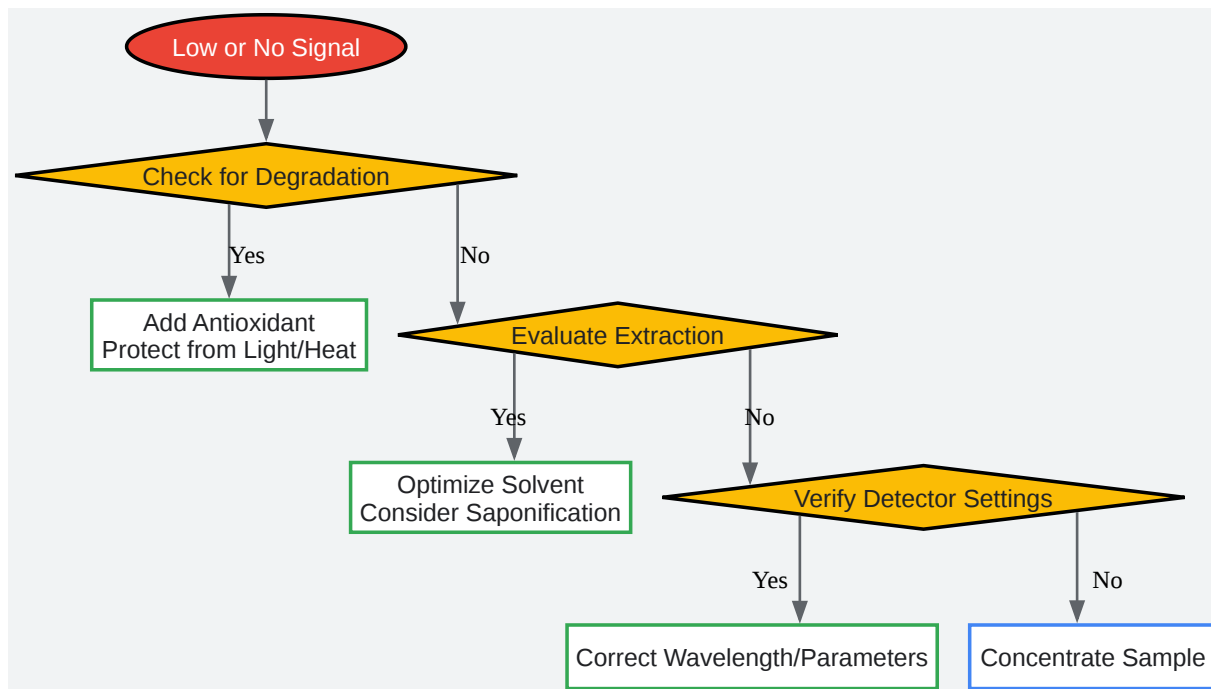 Low or No Signal
Check for Degradation
Yes
No
Add Antioxidant
Protect from Light/Heat
Evaluate Extraction
Yes
No
Optimize Solvent
Consider Saponification
Verify Detector Settings
Yes
No
Correct Wavelength/Parameters
Concentrate Sample